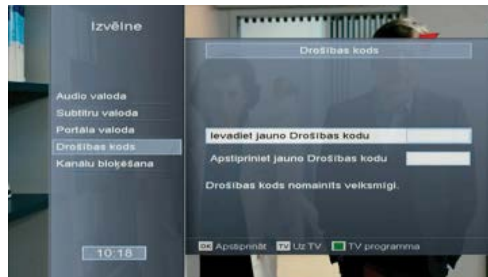 Izvēlne
Audio valoda
Subtitru valoda
Portāla valoda
Drošības kods
Kanālu bloķēšana
10:18
Drošības kods
Ievadiet jauno Drošības kodu
Apstipriniet jauno Drošības kodu
Drošības kods nomainīts veiksmīgi.
OK Apstiprināt TV Uz TV TV programma